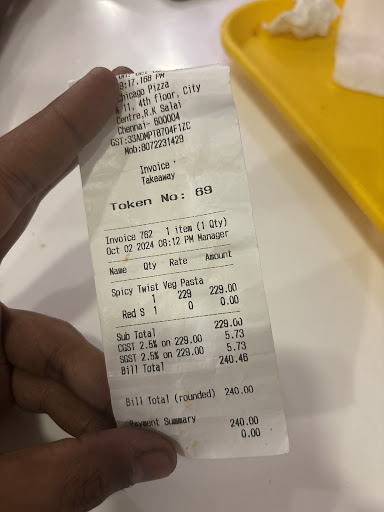 Chicago Pizza
11, 4th floor, City
Centre,R.K Salai
Chennai- 600004
GST:33ADMPT8704F1ZC
Mob:8072231429
Invoice
Takeaway
Token No: 69
Invoice 762 1 item (1 Qty)
Oct 02 2024 08:12 PM Manager
Name Qty Rate Amount
Spicy Twist Veg Pasta
1 229 229.00
Red S 1 0 0.00
Sub Total 229.00
CGST 2.5% on 229.00 5.73
SGST 2.5% on 229.00 5.73
Bill Total 240.46
Bill Total (rounded) 240.00
Payment Summary
240.00
0.00